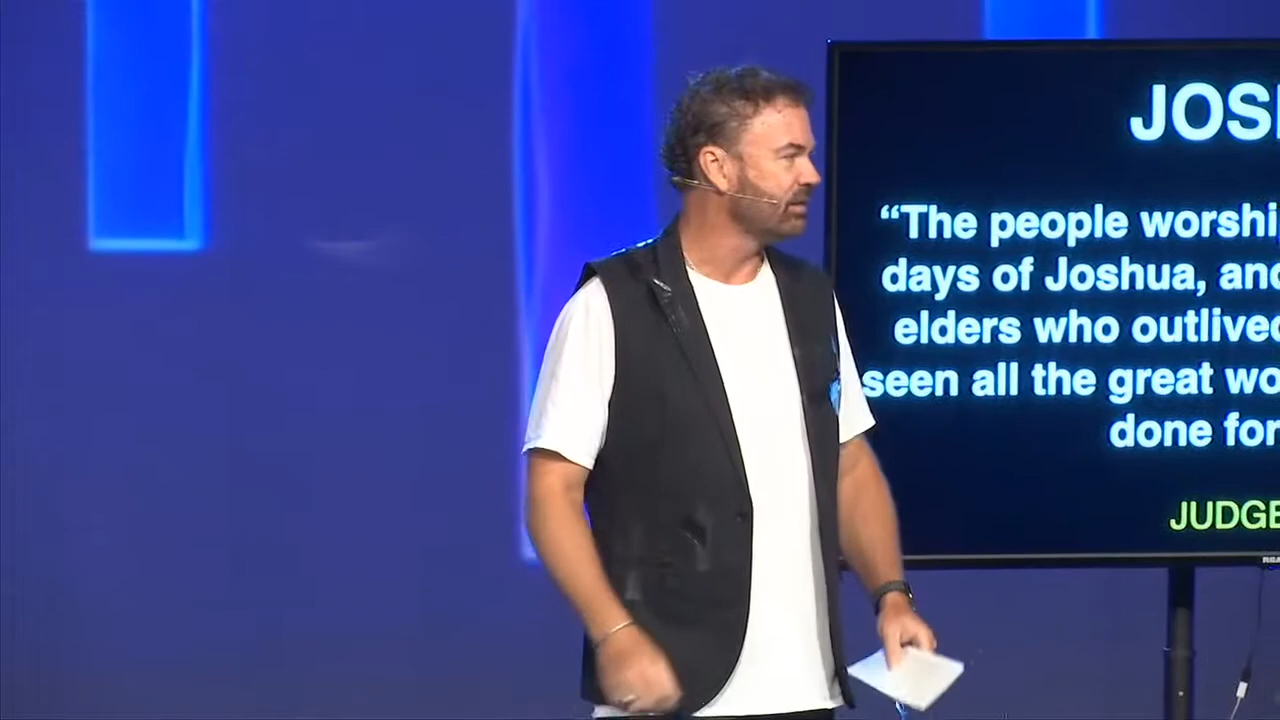 JOS
“The people worshi
days of Joshua, and
elders who outlived
seen all the great wo
done for
JUDGE
RCA